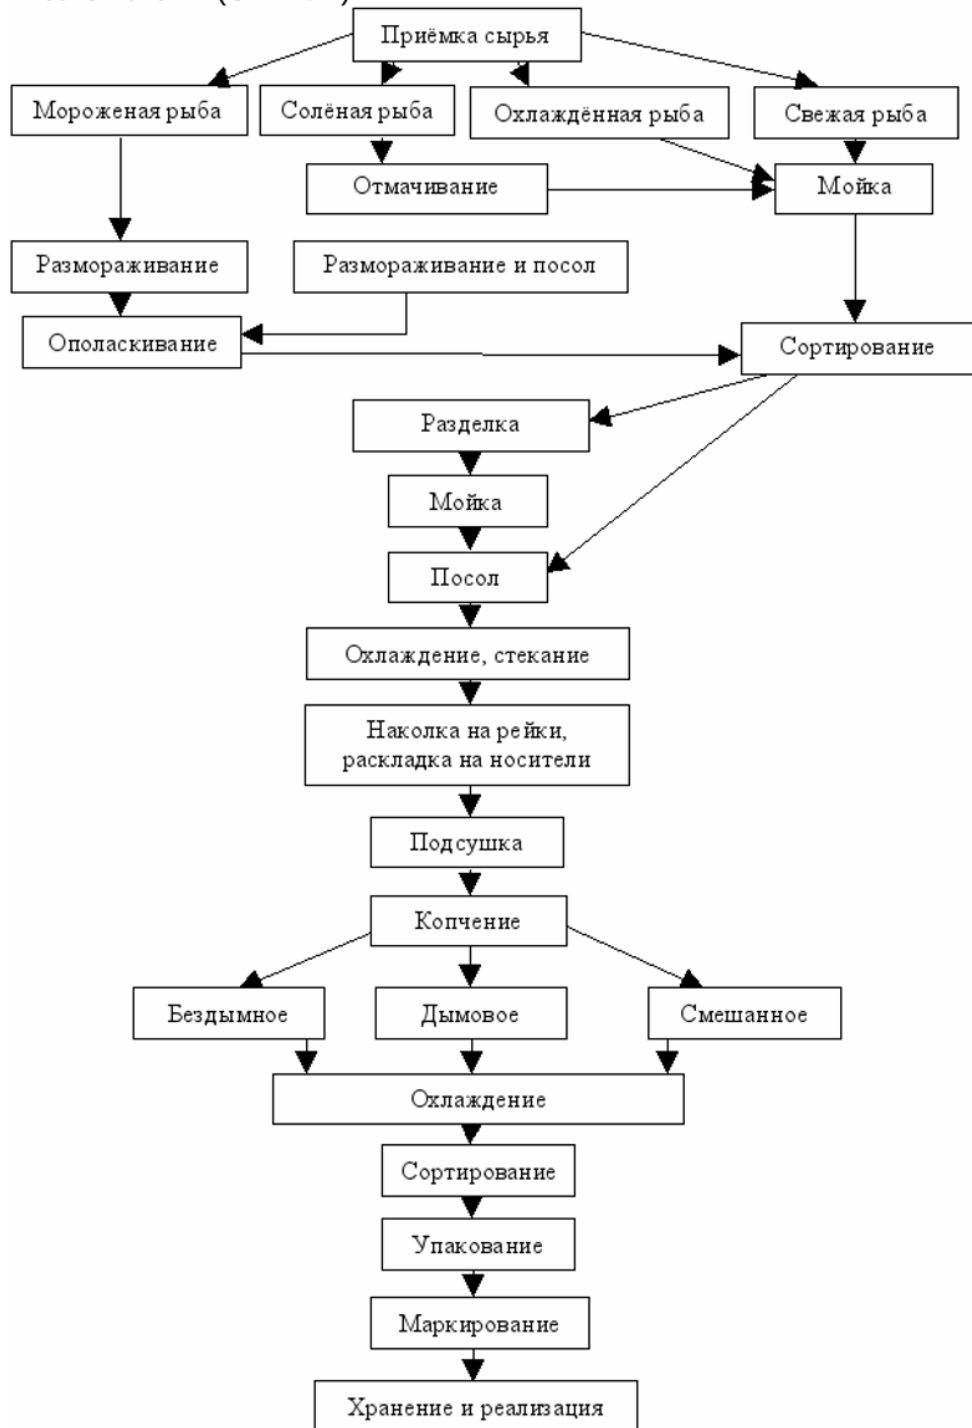 Приёмка сырья
Мороженая рыба
Солёная рыба
Охлаждённая рыба
Свежая рыба
Отмачивание
Мойка
Размораживание
Размораживание и посол
Ополаскивание
Сортирование
Разделка
Мойка
Посол
Охлаждение, стекание
Наколка на рейки,
раскладка на носители
Подсушка
Копчение
Бездымное
Дымовое
Смешанное
Охлаждение
Сортирование
Упакование
Маркирование
Хранение и реализация